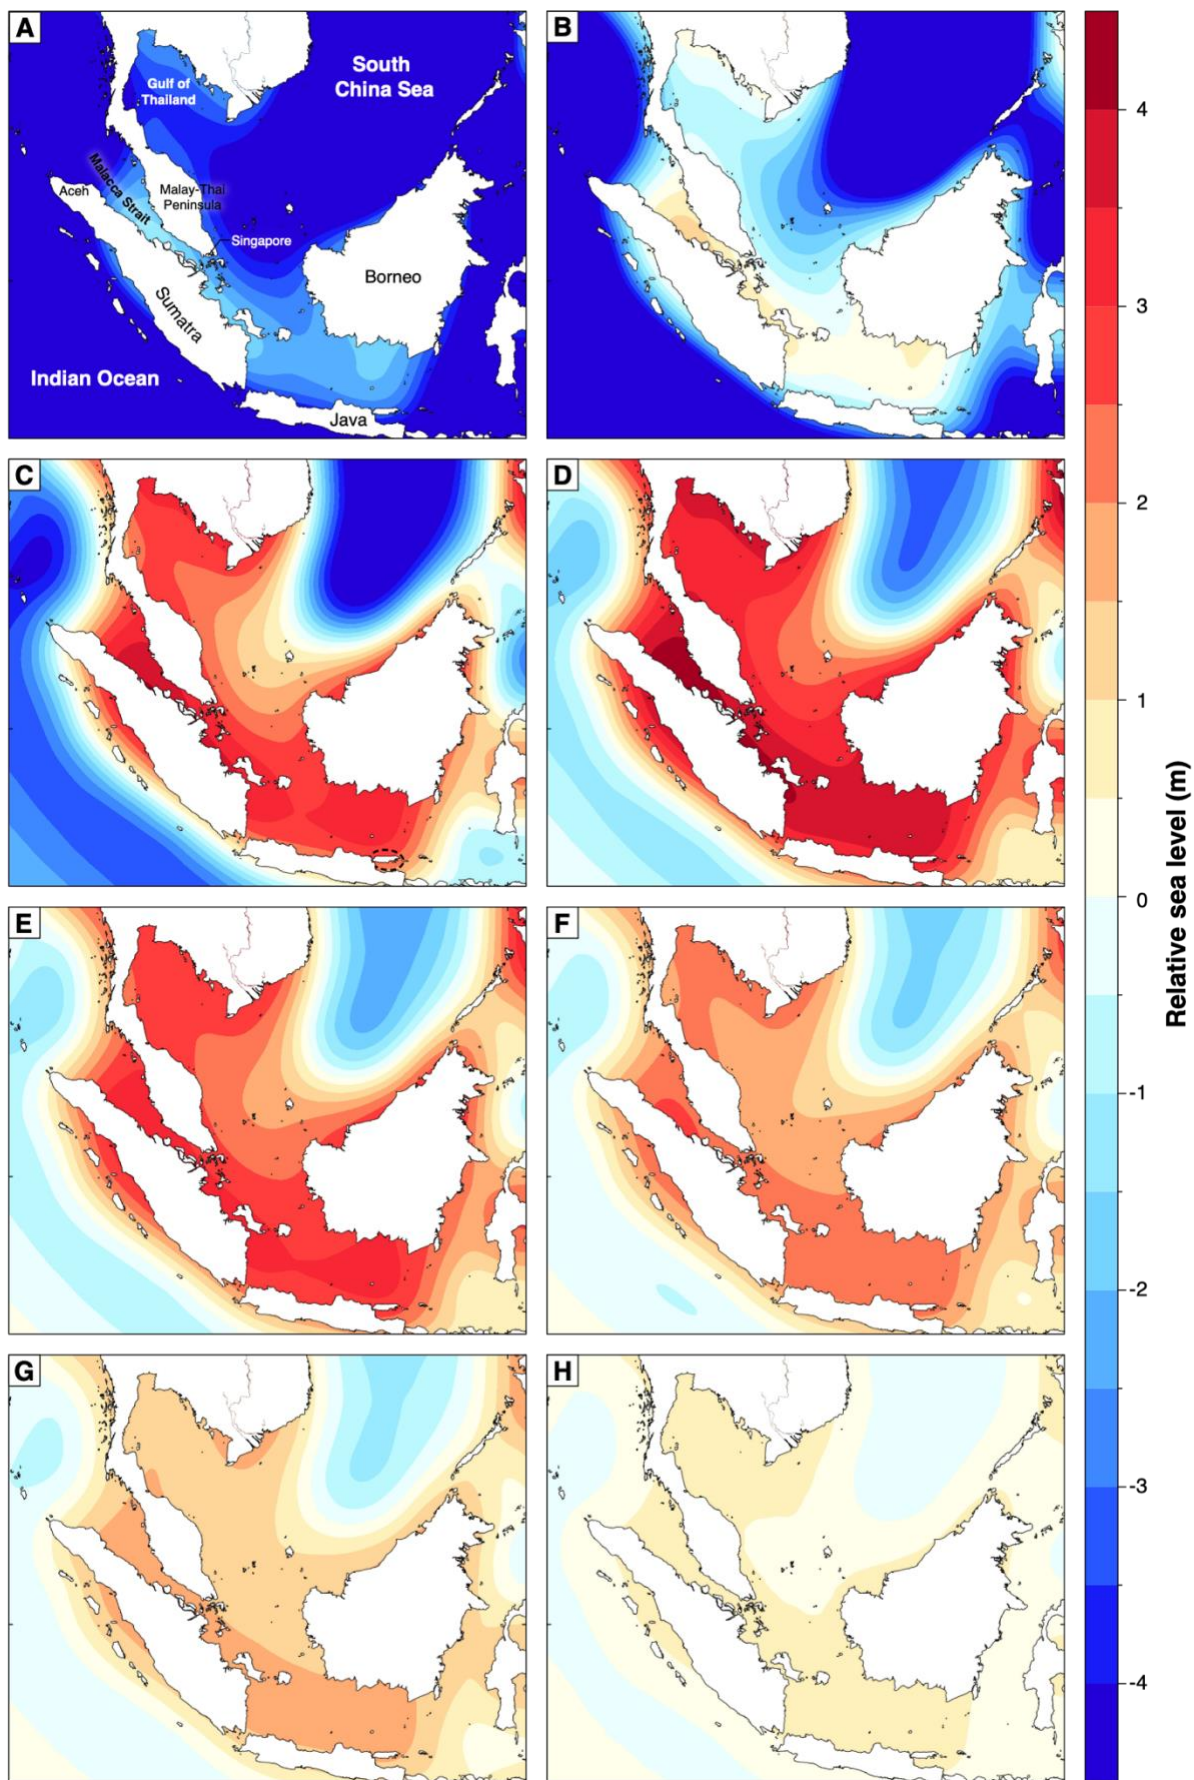 A
Gulf of
Thailand
South
China Sea
Malacca Strait
Aceh
Malay-Thai
Peninsula
Singapore
Borneo
Sumatra
Indian Ocean
Java
B
C
D
E
F
G
H
4
3
2
1
0
-1
-2
-3
-4
Relative sea level (m)